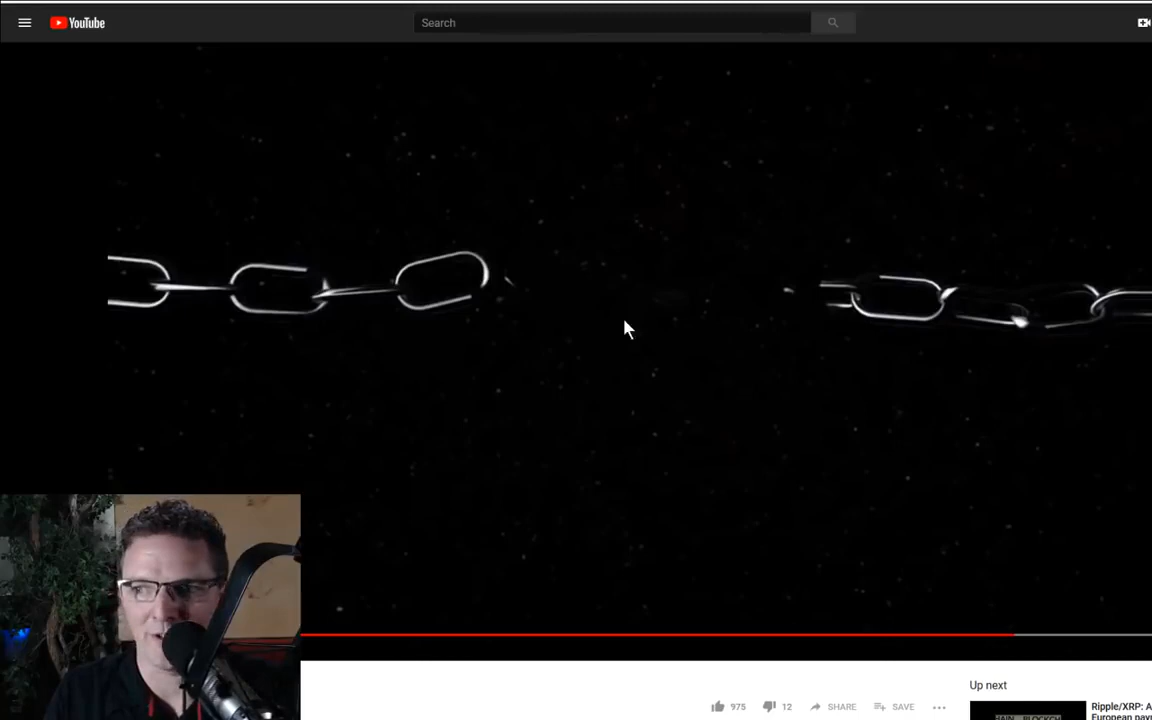 YouTube
Search
975
12
SHARE
SAVE
Up next
Ripple/XRP: A
European pay